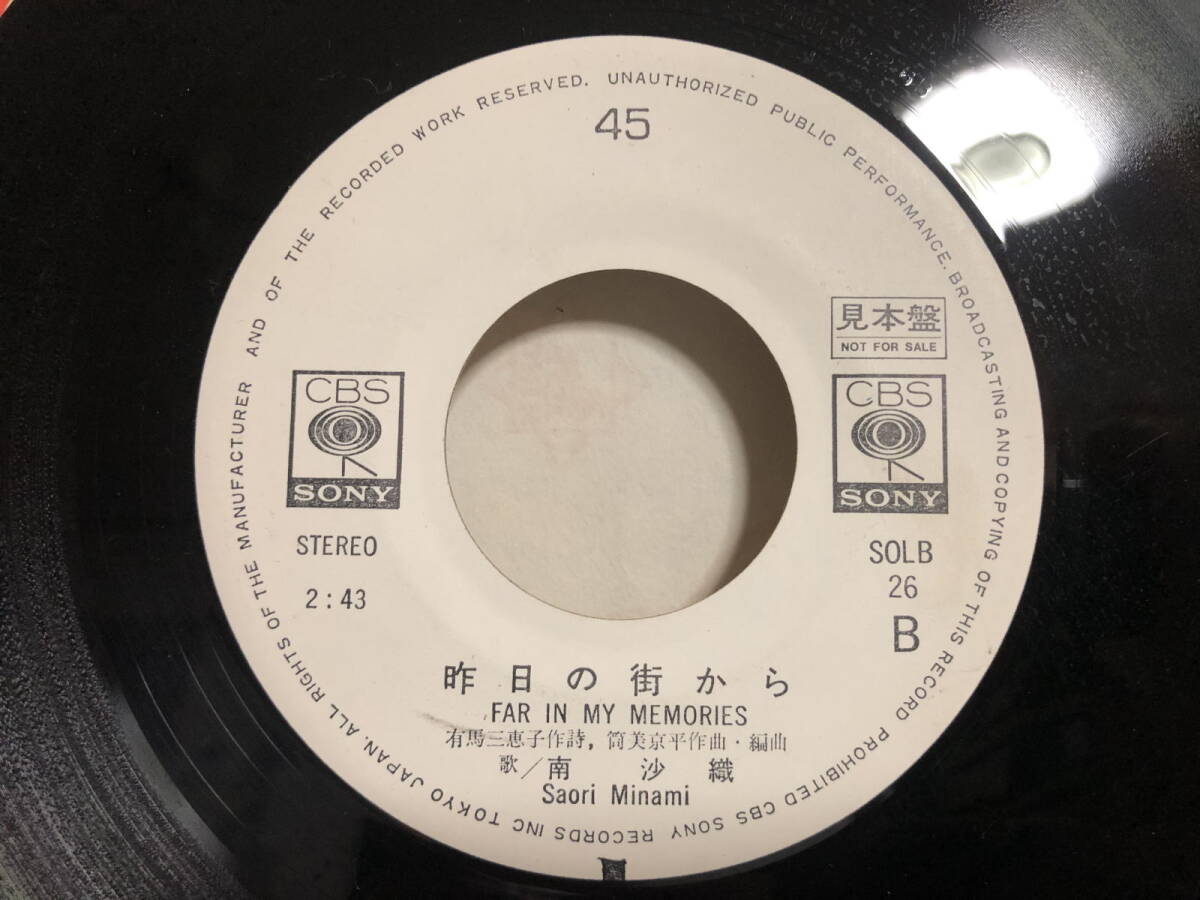 45
見本盤
NOT FOR SALE
CBS
SONY
CBS
SONY
STEREO
2:43
SOLB
26
B
昨日の街から
FAR IN MY MEMORIES
有馬三恵子作詩,筒美京平作曲・編曲
歌/南 沙 織
Saori Minami
ALL RIGHTS OF THE MANUFACTURER AND OF THE RECORDED WORK RESERVED. UNAUTHORIZED PUBLIC PERFORMANCE. BROADCASTING AND COPYING OF THIS RECORD PROHIBITED CBS SONY RECORDS INC TOKYO JAPAN.